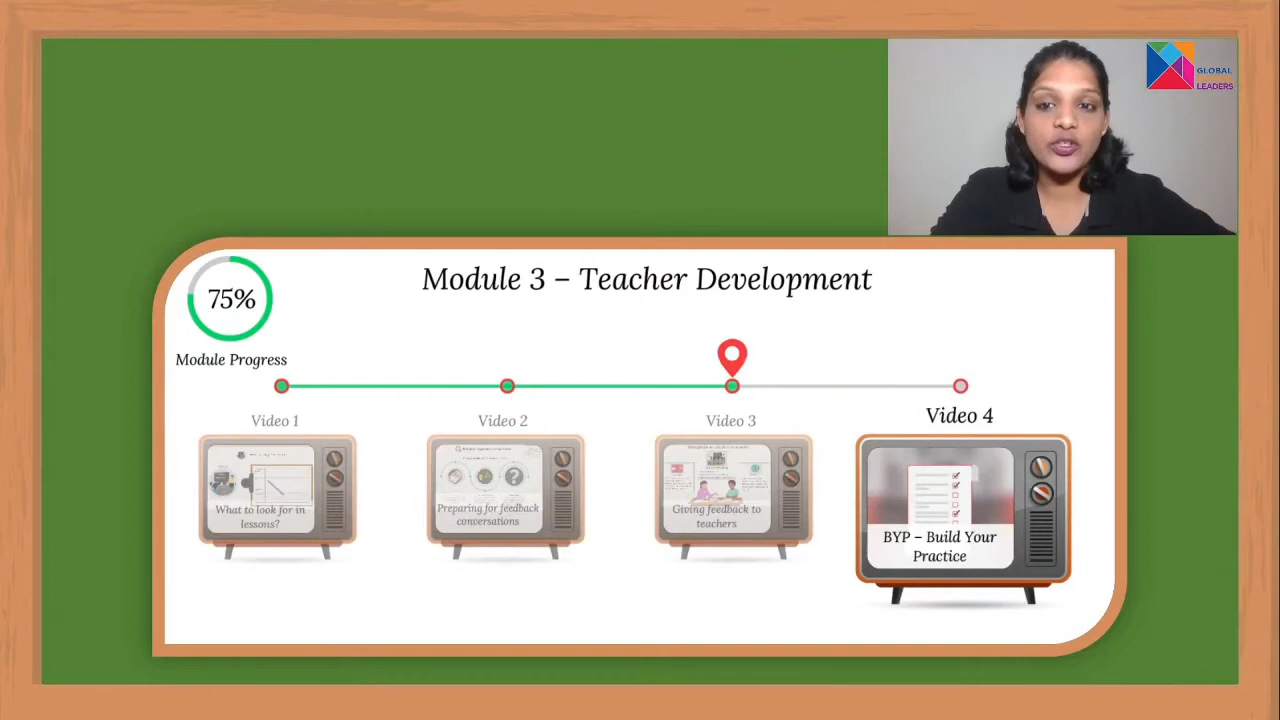 GLOBAL
LEADERS
75%
Module 3 – Teacher Development
Module Progress
Video 1
Video 2
Video 3
Video 4
What to look for in
lessons?
Preparing for feedback
conversations
Giving feedback to
teachers
BYP – Build Your
Practice